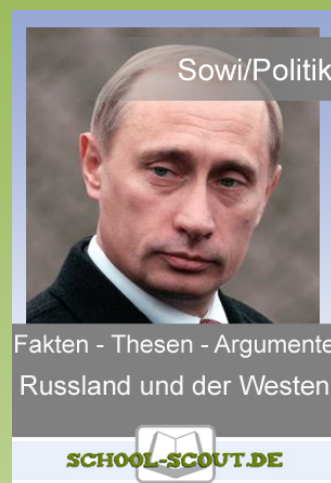 Sowi/Politik
Fakten - Thesen - Argumente
Russland und der Westen
SCHOOL-SCOUT.DE